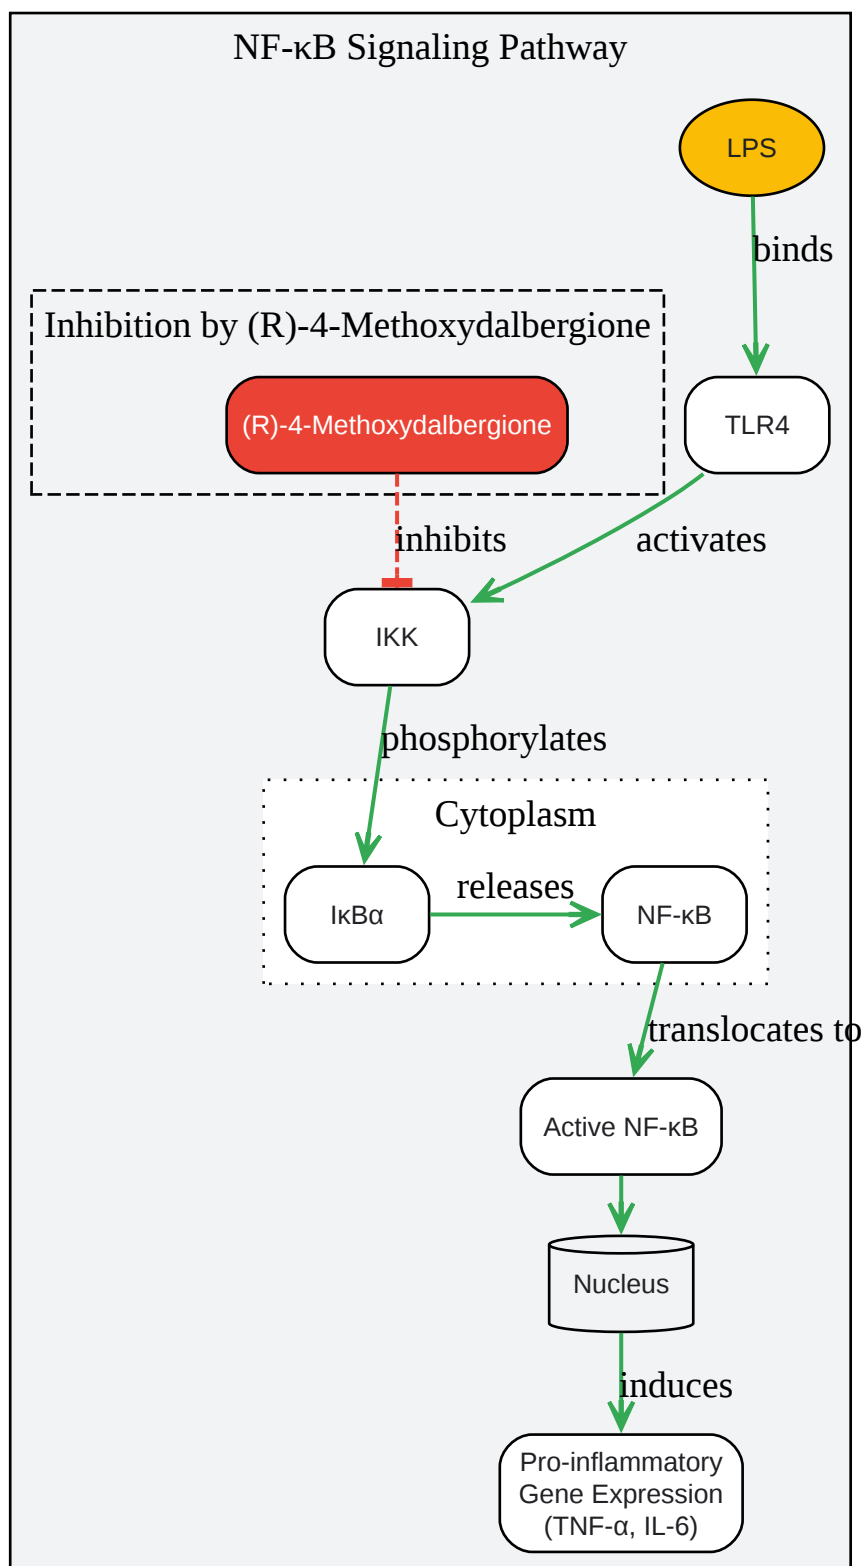 NF-κB Signaling Pathway
LPS
binds
Inhibition by (R)-4-Methoxydalbergione
(R)-4-Methoxydalbergione
TLR4
inhibits
activates
IKK
phosphorylates
Cytoplasm
IκBα
releases
NF-κB
translocates to
Active NF-κB
Nucleus
induces
Pro-inflammatory
Gene Expression
(TNF-α, IL-6)